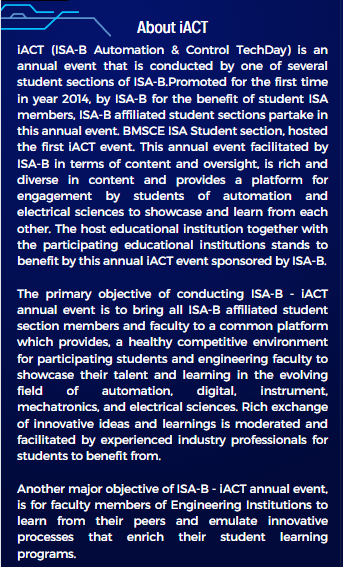 About iACT
iACT (ISA-B Automation & Control TechDay) is an
annual event that is conducted by one of several
student sections of ISA-B.Promoted for the first time
in year 2014, by ISA-B for the benefit of student ISA
members, ISA-B affiliated student sections partake in
this annual event. BMSCE ISA Student section, hosted
the first iACT event. This annual event facilitated by
ISA-B in terms of content and oversight, is rich and
diverse in content and provides a platform for
engagement by students of automation and
electrical sciences to showcase and learn from each
other. The host educational institution together with
the participating educational institutions stands to
benefit by this annual iACT event sponsored by ISA-B.
The primary objective of conducting ISA-B - iACT
annual event is to bring all ISA-B affiliated student
section members and faculty to a common platform
which provides, a healthy competitive environment
for participating students and engineering faculty to
showcase their talent and learning in the evolving
field of automation, digital, instrument,
mechatronics, and electrical sciences. Rich exchange
of innovative ideas and learnings is moderated and
facilitated by experienced industry professionals for
students to benefit from.
Another major objective of ISA-B - iACT annual event,
is for faculty members of Engineering Institutions to
learn from their peers and emulate innovative
processes that enrich their student learning
programs.